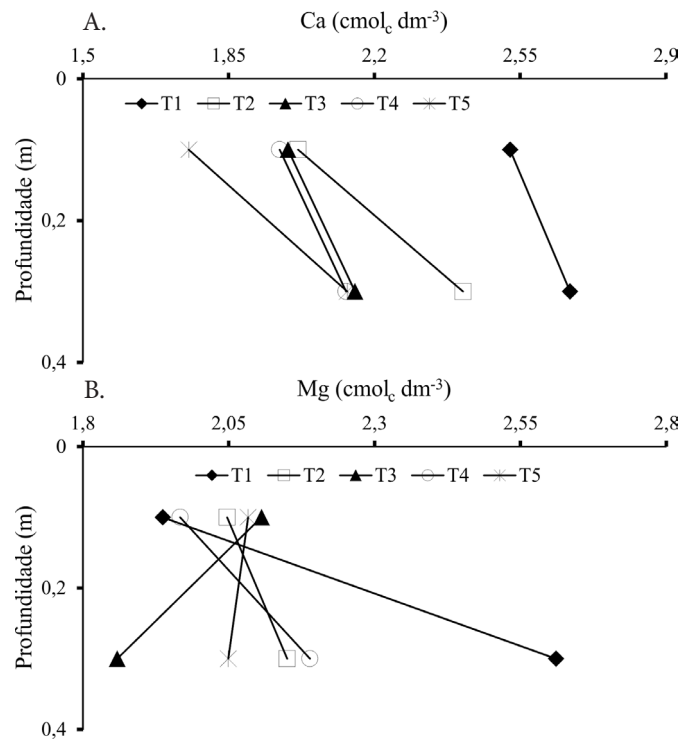 A.
Ca (cmolc dm-3)
1,5 1,85 2,2 2,55 2,9
0
T1 T2 T3 T4 T5
Profundidade (m)
0,2
0,4
B.
Mg (cmolc dm-3)
1,8 2,05 2,3 2,55 2,8
0
T1 T2 T3 T4 T5
Profundidade (m)
0,2
0,4